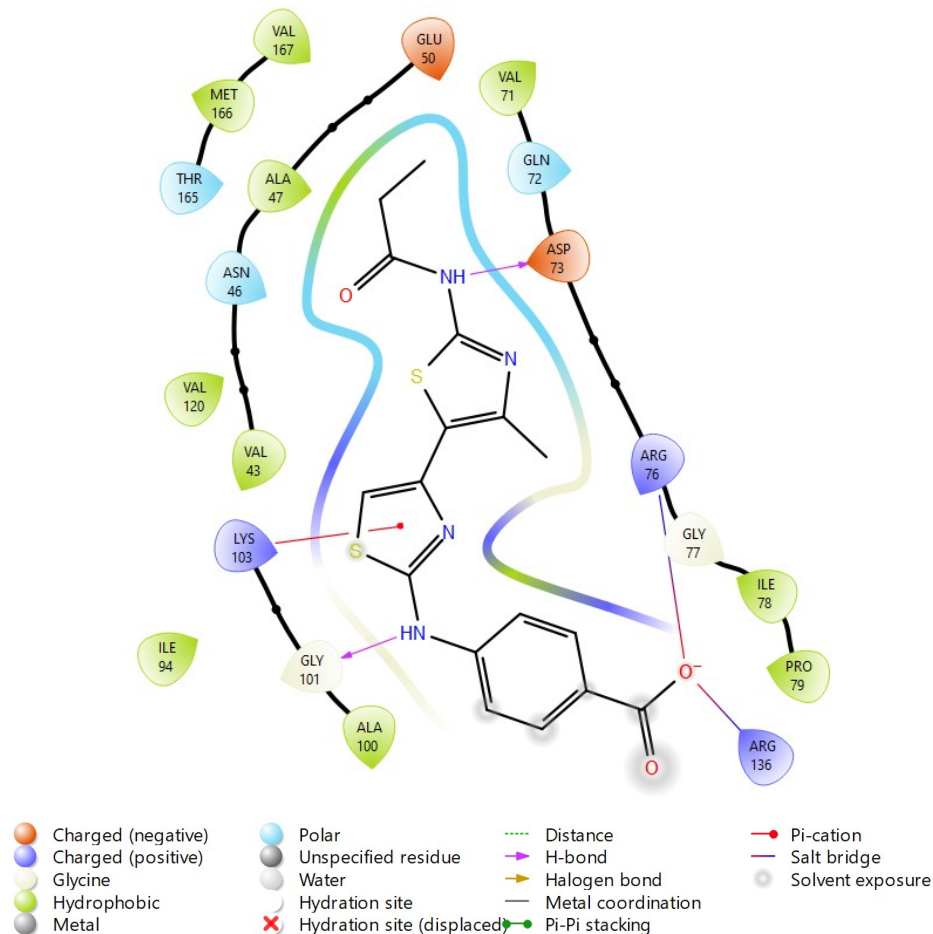 VAL
167
GLU
50
MET
166
VAL
71
THR
165
ALA
47
GLN
72
ASN
46
ASP
73
NH
O
N
S
VAL
120
VAL
43
ARG
76
LYS
103
N
S
GLY
77
ILE
78
HN
ILE
94
GLY
101
O⁻
PRO
79
ALA
100
ARG
136
O
Charged (negative)
Charged (positive)
Glycine
Hydrophobic
Metal
Polar
Unspecified residue
Water
Hydration site
Hydration site (displaced)
Distance
H-bond
Halogen bond
Metal coordination
Pi-Pi stacking
Pi-cation
Salt bridge
Solvent exposure